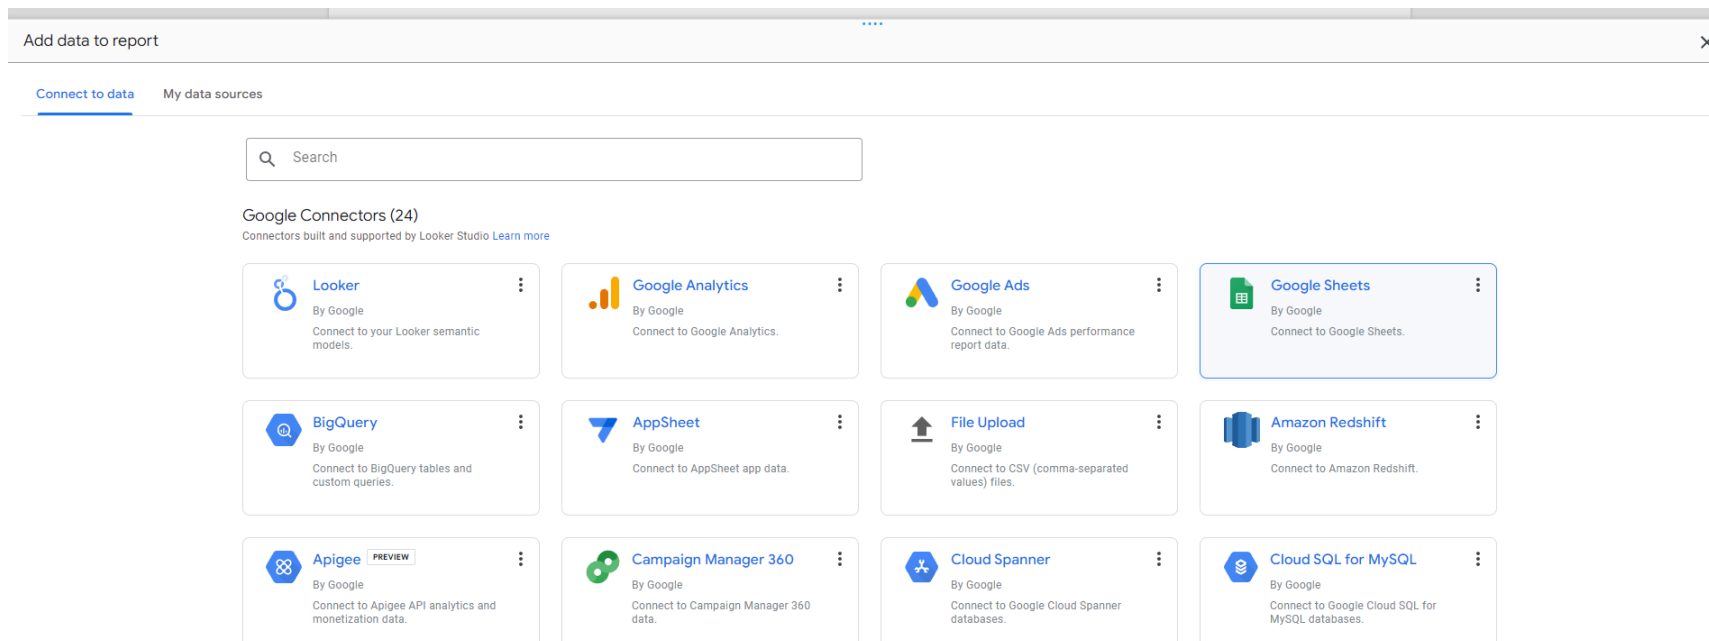 Add data to report
Connect to data
My data sources
Search
Google Connectors (24)
Connectors built and supported by Looker Studio Learn more
Looker
By Google
Connect to your Looker semantic
models.
Google Analytics
By Google
Connect to Google Analytics.
Google Ads
By Google
Connect to Google Ads performance
report data.
Google Sheets
By Google
Connect to Google Sheets.
BigQuery
By Google
Connect to BigQuery tables and
custom queries.
AppSheet
By Google
Connect to AppSheet app data.
File Upload
By Google
Connect to CSV (comma-separated
values) files.
Amazon Redshift
By Google
Connect to Amazon Redshift.
Apigee PREVIEW
By Google
Connect to Apigee API analytics and
monetization data.
Campaign Manager 360
By Google
Connect to Campaign Manager 360
data.
Cloud Spanner
By Google
Connect to Google Cloud Spanner
databases.
Cloud SQL for MySQL
By Google
Connect to Google Cloud SQL for
MySQL databases.